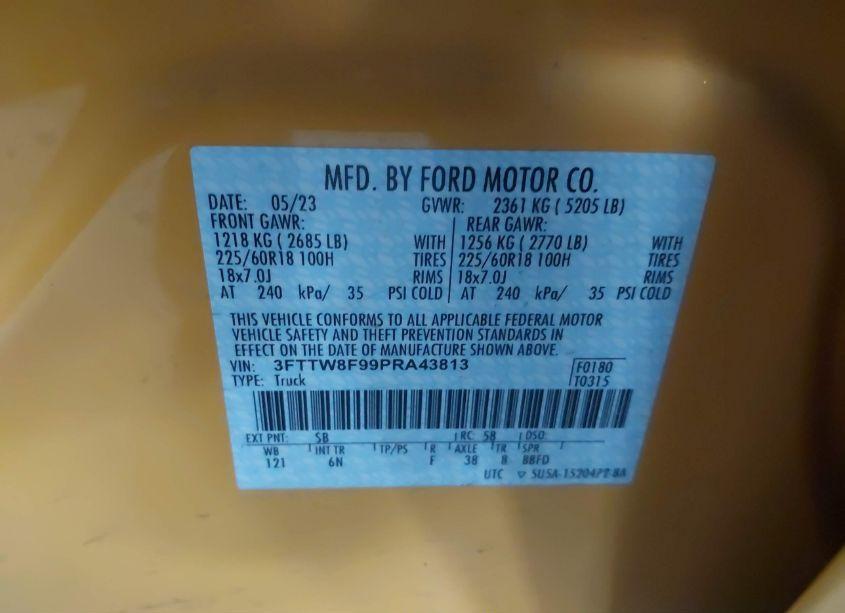 MFD. BY FORD MOTOR CO.
DATE: 05/23 GVWR: 2361 KG ( 5205 LB)
FRONT GAWR: REAR GAWR:
1218 KG ( 2685 LB) WITH 1256 KG ( 2770 LB) WITH
225/60R18 100H TIRES 225/60R18 100H TIRES
18x7.0J RIMS 18x7.0J RIMS
AT 240 kPa/ 35 PSI COLD AT 240 kPa/ 35 PSI COLD
THIS VEHICLE CONFORMS TO ALL APPLICABLE FEDERAL MOTOR
VEHICLE SAFETY AND THEFT PREVENTION STANDARDS IN
EFFECT ON THE DATE OF MANUFACTURE SHOWN ABOVE.
VIN: 3FTTW8F99PRA43813 F0180
TYPE: Truck T0315
EXT PNT: SB RC: 58 DSO:
WB INT TR TP/PS R AXLE TR SPR
121 6N F 38 8 BBFD
UTC